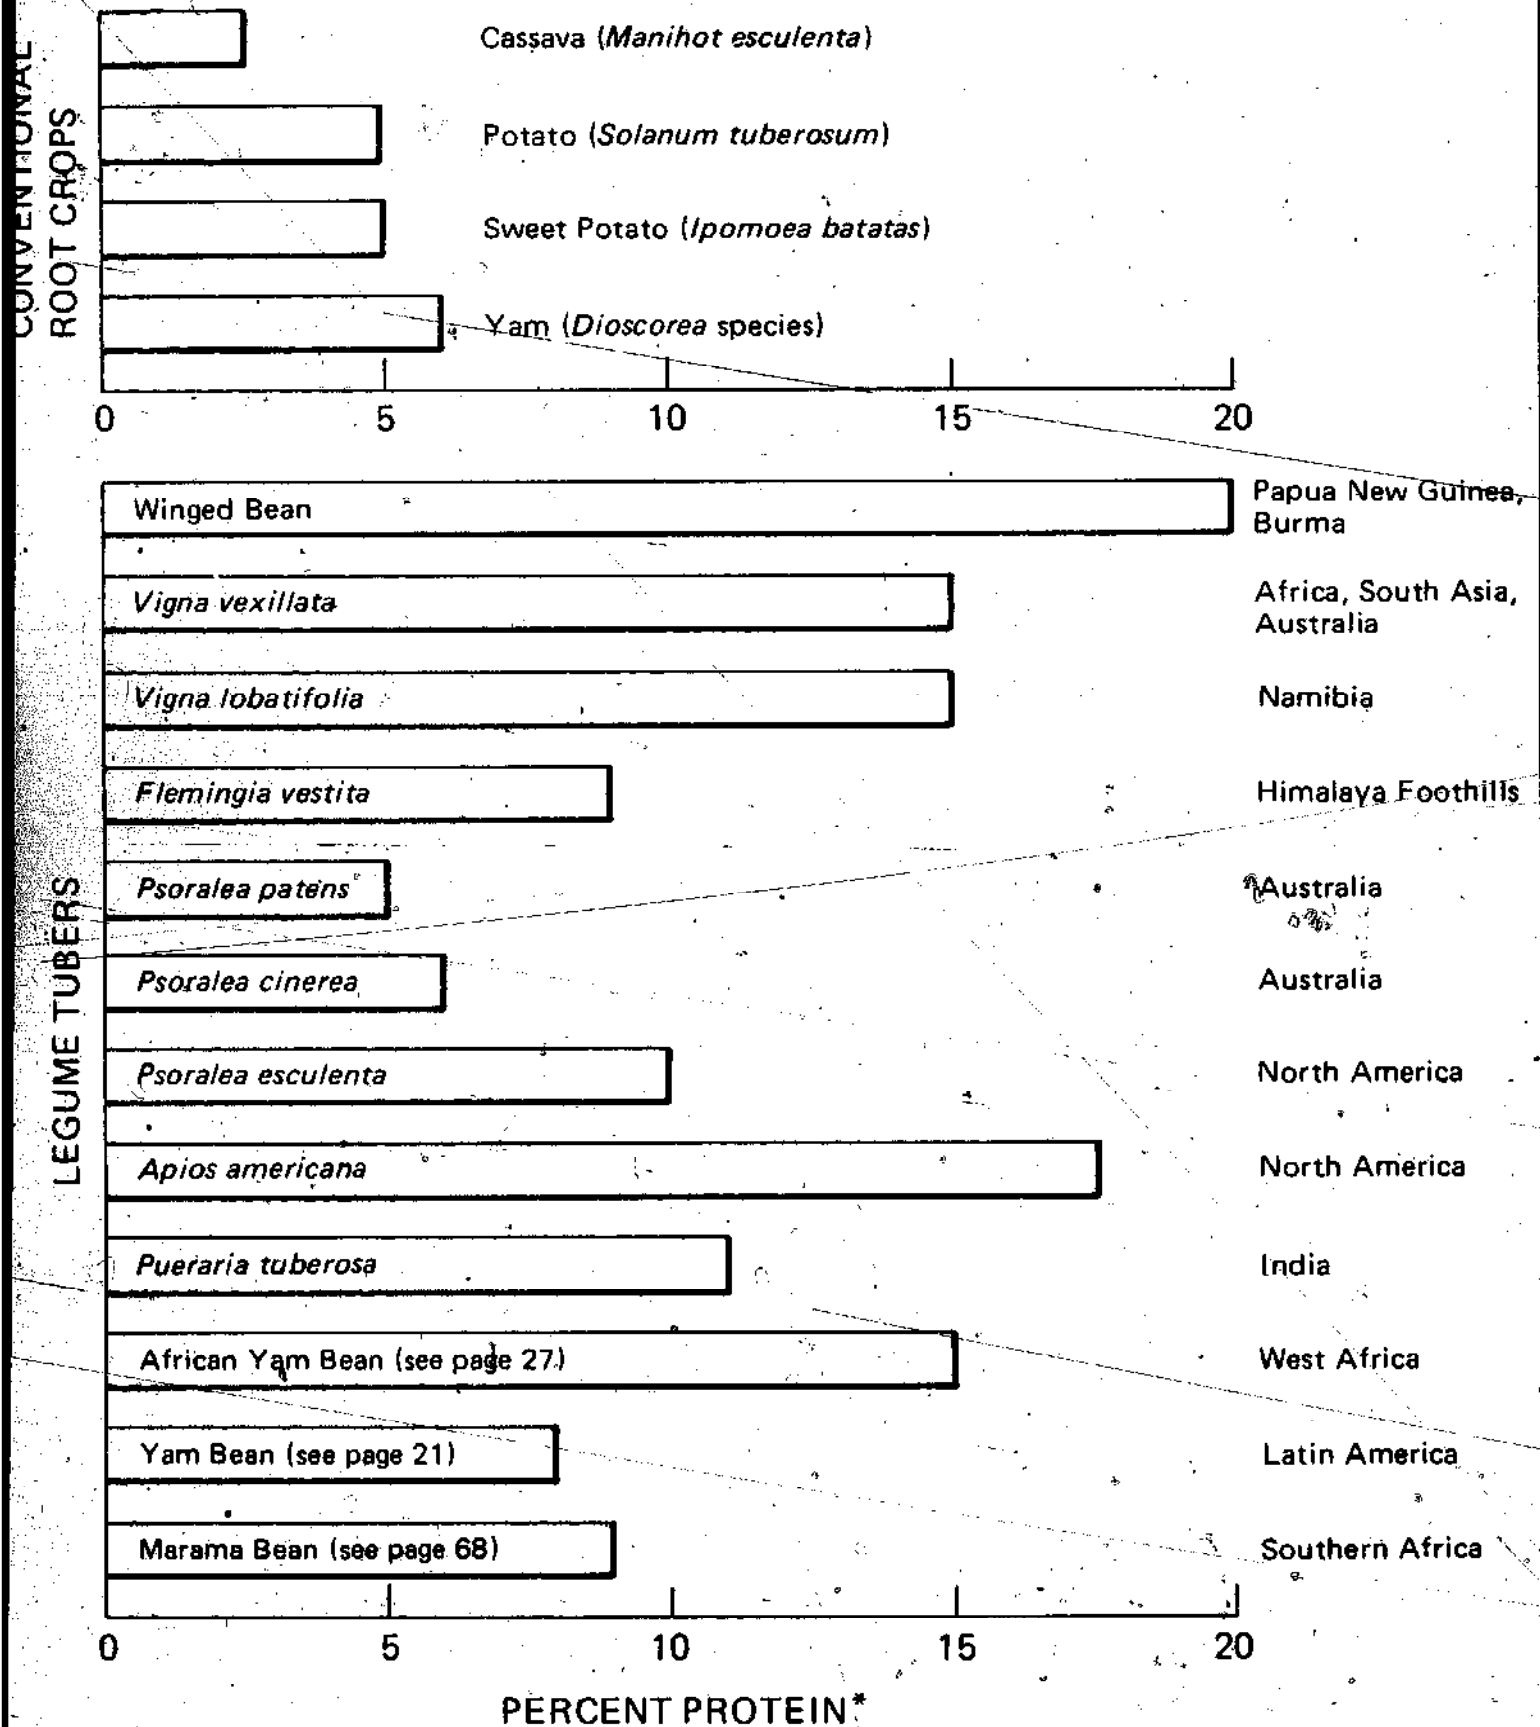 CONVENTIONAL
ROOT CROPS
Cassava (Manihot esculenta)
Potato (Solanum tuberosum)
Sweet Potato (Ipomoea batatas)
Yam (Dioscorea species)
0 5 10 15 20
LEGUME TUBERS
Winged Bean
Papua New Guinea,
Burma
Vigna vexillata
Africa, South Asia,
Australia
Vigna lobatifolia
Namibia
Flemingia vestita
Himalaya Foothills
Psoralea patens
Australia
Psoralea cinerea
Australia
Psoralea esculenta
North America
Apios americana
North America
Pueraria tuberosa
India
African Yam Bean (see page 27)
West Africa
Yam Bean (see page 21)
Latin America
Marama Bean (see page 68)
Southern Africa
0 5 10 15 20
PERCENT PROTEIN*